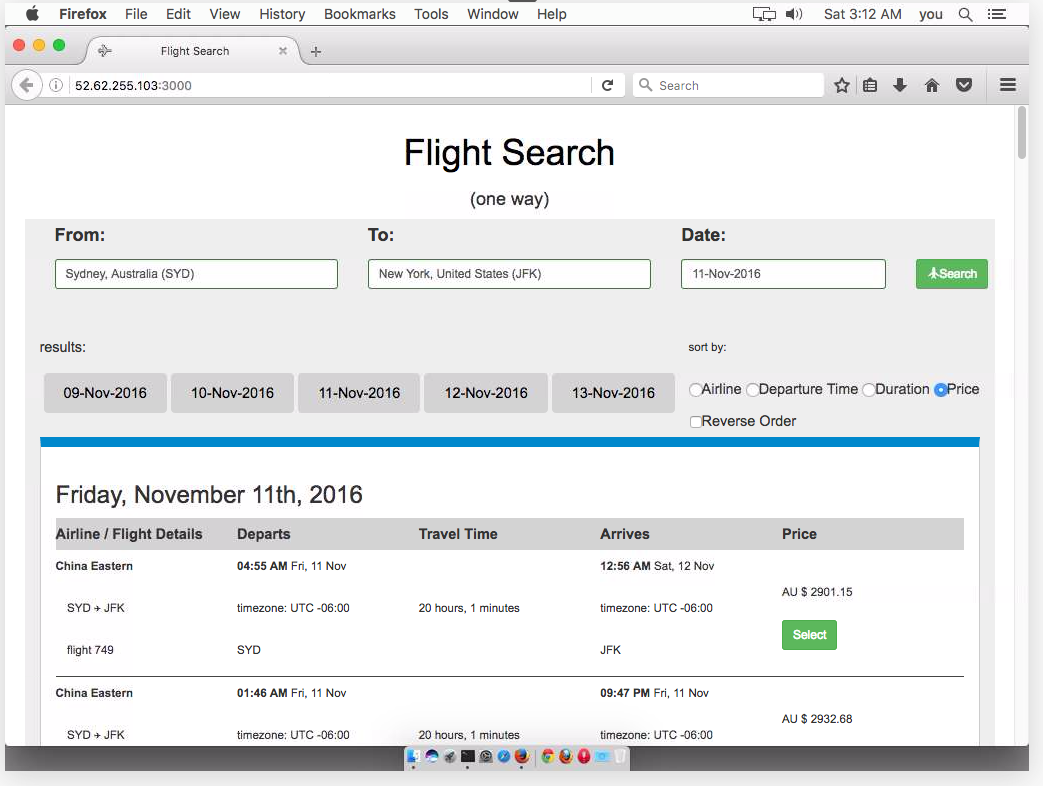 Firefox File Edit View History Bookmarks Tools Window Help Sat 3:12 AM you
Flight Search
52.62.255.103:3000 Search
Flight Search
(one way)
From: To: Date:
Sydney, Australia (SYD) New York, United States (JFK) 11-Nov-2016 Search
results: sort by:
09-Nov-2016 10-Nov-2016 11-Nov-2016 12-Nov-2016 13-Nov-2016 Airline Departure Time Duration Price
Reverse Order
Friday, November 11th, 2016
Airline / Flight Details Departs Travel Time Arrives Price
China Eastern 04:55 AM Fri, 11 Nov 12:56 AM Sat, 12 Nov
AU $ 2901.15
SYD JFK timezone: UTC -06:00 20 hours, 1 minutes timezone: UTC -06:00
Select
flight 749 SYD JFK
China Eastern 01:46 AM Fri, 11 Nov 09:47 PM Fri, 11 Nov
AU $ 2932.68
SYD JFK timezone: UTC -06:00 20 hours, 1 minutes timezone: UTC -06:00